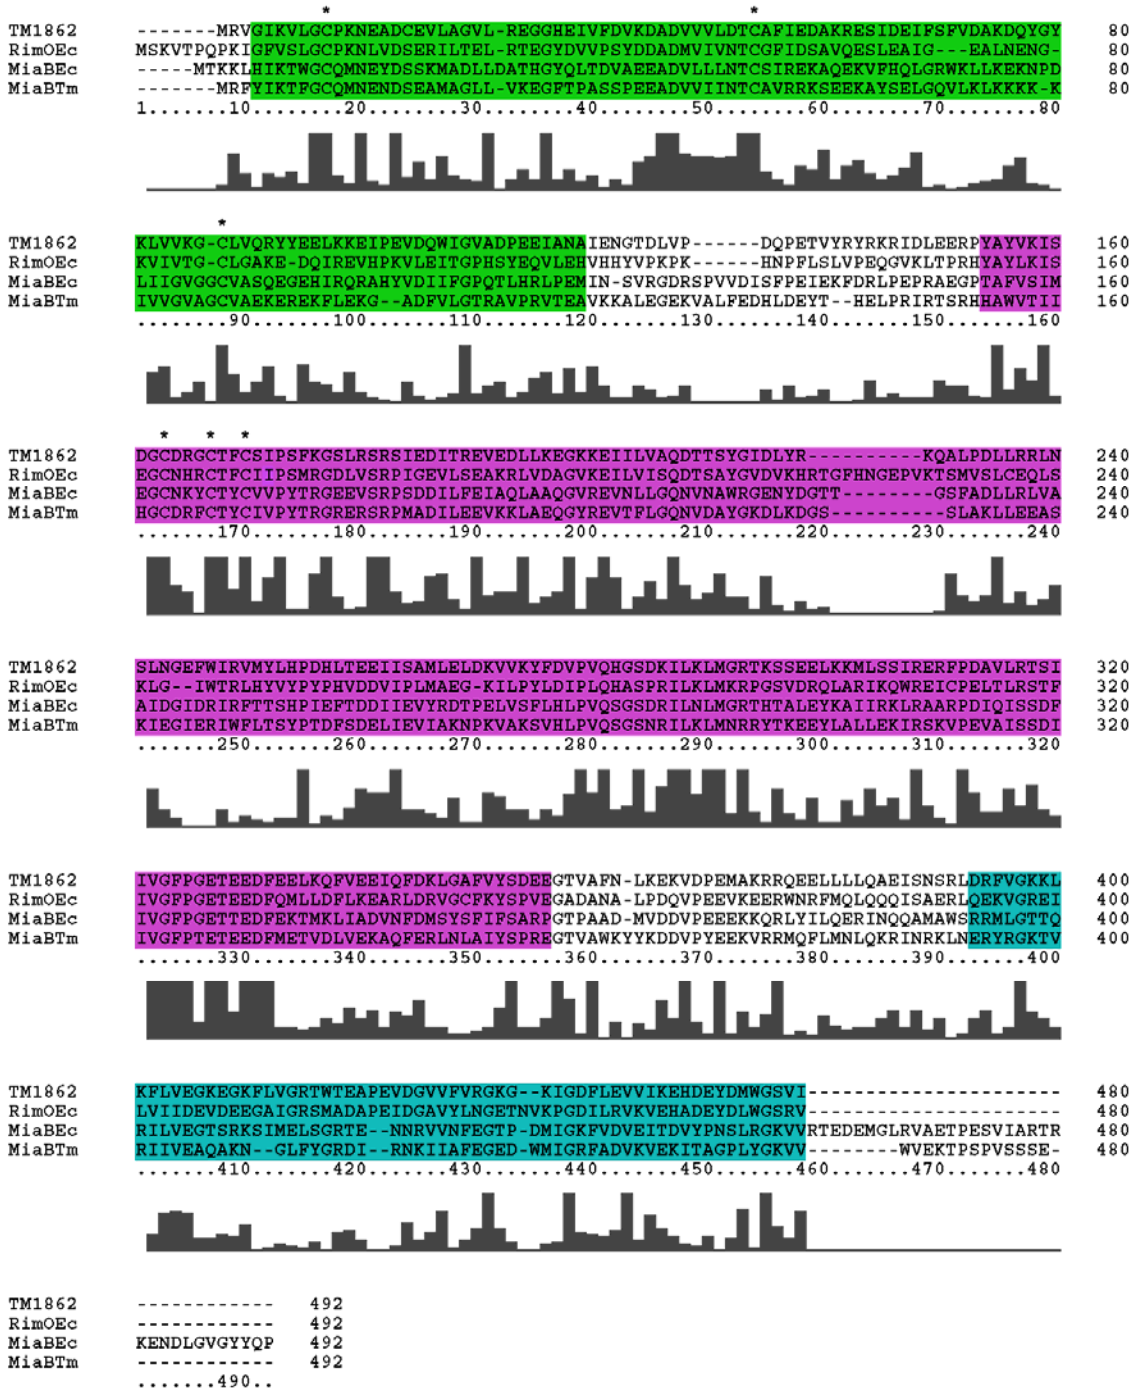 * *
TM1862 -------MRVGIKVLGCPKNEADCEVLAGVL-REGGHEIVFDVKDADVVVLDTCAFIEDAKRESIDEIFSFVDAKDQYGY 80
RimOEc MSKVTPQPKIGFVSLGCPKNLVDSERILTEL-RTEGYDVVPSYDDADMVIVNTCGFIDSAVQESLEAIG---EALNENG- 80
MiaBEc -----MTKKLHIKTWGCQMNEYDSSKMADLLDATHGYQLTDVAEEADVLLLNTCSIREKAQEKVFHQLGRWKLLKEKNPD 80
MiaBTm -------MRFYIKTFGCQMNENDSEAMAGLL-VKEGFTPASSPEEADVVIINTCAVRRKSEEKAYSELGQVLKLKKKK-K 80
1........10........20........30........40........50........60........70........80
*
TM1862 KLVVKG-CLVQRYYEELKKEIPEVDQWIGVADPEEIANAIENGTDLVP------DQPETVYRYRKRIDLEERPYAYVKIS 160
RimOEc KVIVTG-CLGAKE-DQIREVHPKVLEITGPHSYEQVLEHVHHYVPKPK------HNPFLSLVPEQGVKLTPRHYAYLKIS 160
MiaBEc LIIGVGGCVASQEGEHIRQRAHYVDIIFGPQTLHRLPEMIN-SVRGDRSPVVDISFPEIEKFDRLPEPRAEGPTAFVSIM 160
MiaBTm IVVGVAGCVAEKEREKFLEKG--ADFVLGTRAVPRVTEAVKKALEGEKVALFEDHLDEYT--HELPRIRTSRHHAWVTII 160
........90.......100.......110.......120.......130.......140.......150.......160
* * *
TM1862 DGCDRGCTFCSIPSFKGSLRSRSIEDITREVEDLLKEGKKEIILVAQDTTSYGIDLYR----------KQALPDLLRRLN 240
RimOEc EGCNHRCTFCIIPSMRGDLVSRPIGEVLSEAKRLVDAGVKEILVISQDTSAYGVDVKHRTGFHNGEPVKTSMVSLCEQLS 240
MiaBEc EGCNKYCTYCVVPYTRGEEVSRPSDDILFEIAQLAAQGVREVNLLGQNVNAWRGENYDGTT--------GSFADLLRLVA 240
MiaBTm HGCDRFCTYCIVPYTRGRERSRPMADILEEVKKLAEQGYREVTFLGQNVDAYGKDLKDGS---------SLAKLLEEAS 240
.......170.......180.......190.......200.......210.......220.......230.......240
TM1862 SLNGEFWIRVMYLHPDHLTEEIISAMLELDKVVKYFDVPVQHGSDKILKLMGRTKSSEELKKMLSSIRERFPDAVLRTSI 320
RimOEc KLG--IWTRLHYVYPYPHVDDVIPLMAEG-KILPYLDIPLQHASPRILKLMKRPGSVDRQLARIKQWREICPELTLRSTF 320
MiaBEc AIDGIDRIRFTTSHPIEFTDDIIEVYRDTPELVSFLHLPVQSGSDRILNLMGRTHTALEYKAIIRKLRAARPDIQISSDF 320
MiaBTm KIEGIERIWFLTSYPTDFSDELIEVIAKNPKVAKSVHLPVQSGSNRILKLMNRRYTKEEYLALLEKIRSKVPEVAISSDI 320
.......250.......260.......270.......280.......290.......300.......310.......320
TM1862 IVGFPGETEEDFEELKQFVEEIQFDKLGAFVYSDEEGTVAFN-LKEKVDPEMAKRRQEELLLLQAEISNSRLDRFVGKKL 400
RimOEc IVGFPGETEEDFQMLLDFLKEARLDRVGCFKYSPVEGADANA-LPDQVPEEVKEERWNRFMQLQQQISAERLQEKVGREI 400
MiaBEc IVGFPGETTEDFEKTMKLIADVNFDMSYSFIFSARPGTPAAD-MVDDVPEEEKKQRLYILQERINQQAMAWSRRMLGTTQ 400
MiaBTm IVGFPTETEEDFMETVDLVEKAQFERLNLAIYSPREGTVAWKYYKDDVPYEEKVRRMQFLMNLQKRINRKLNERYRGKTV 400
.......330.......340.......350.......360.......370.......380.......390.......400
TM1862 KFLVEGKEGKFLVGRTWTEAPEVDGVVFVRGKG--KIGDFLEVVIKEHDEYDMWGSVI---------------------- 480
RimOEc LVIIDEVDEEGAIGRSMADAPEIDGAVYLNGETNVKPGDILRVKVEHADEYDLWGSRV---------------------- 480
MiaBEc RILVEGTSRKSIMELSGRTE--NNRVVNFEGTP-DMIGKFVDVEITDVYPNSLRGKVVRTEDEMGLRVAETPESVIARTR 480
MiaBTm RIIVEAQAKN--GLFYGRDI--RNKIIAFEGED-WMIGRFADVKVEKITAGPLYGKVV--------WVEKTPSPVSSSE- 480
.......410.......420.......430.......440.......450.......460.......470.......480
TM1862 ------------ 492
RimOEc ------------ 492
MiaBEc KENDLGVGYYQP 492
MiaBTm ------------ 492
.......490..